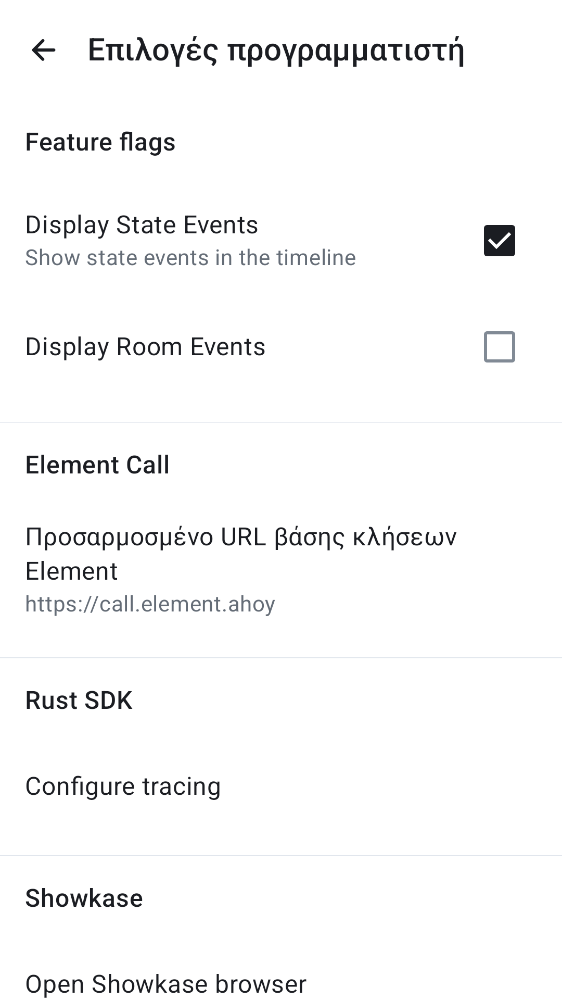 Επιλογές προγραμματιστή
Feature flags
Display State Events
Show state events in the timeline
Display Room Events
Element Call
Προσαρμοσμένο URL βάσης κλήσεων
Element
https://call.element.ahoy
Rust SDK
Configure tracing
Showkase
Open Showkase browser